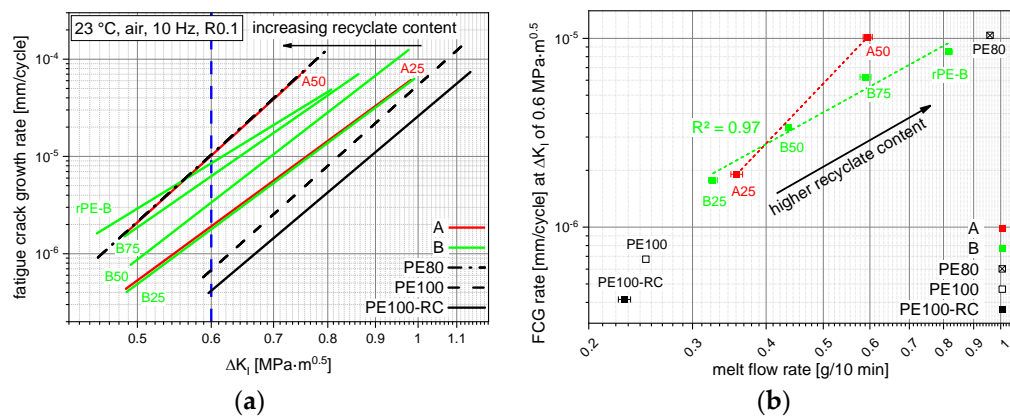 23 °C, air, 10 Hz, R0.1
increasing recyclate content
A50
A25
rPE-B
B75
B50
B25
A
B
PE80
PE100
PE100-RC
10⁻⁴
10⁻⁵
10⁻⁶
fatigue crack growth rate [mm/cycle]
0.5 0.6 0.7 0.8 0.9 1 1.1
ΔK_I [MPa·m^0.5]
(a)
PE80
A50
rPE-B
B75
R² = 0.97
B50
B25
A25
higher recyclate content
PE100
PE100-RC
A
B
PE80
PE100
PE100-RC
10⁻⁵
10⁻⁶
FCG rate [mm/cycle] at ΔK_I of 0.6 MPa·m^0.5
0.2 0.3 0.4 0.5 0.6 0.7 0.8 0.9 1
melt flow rate [g/10 min]
(b)